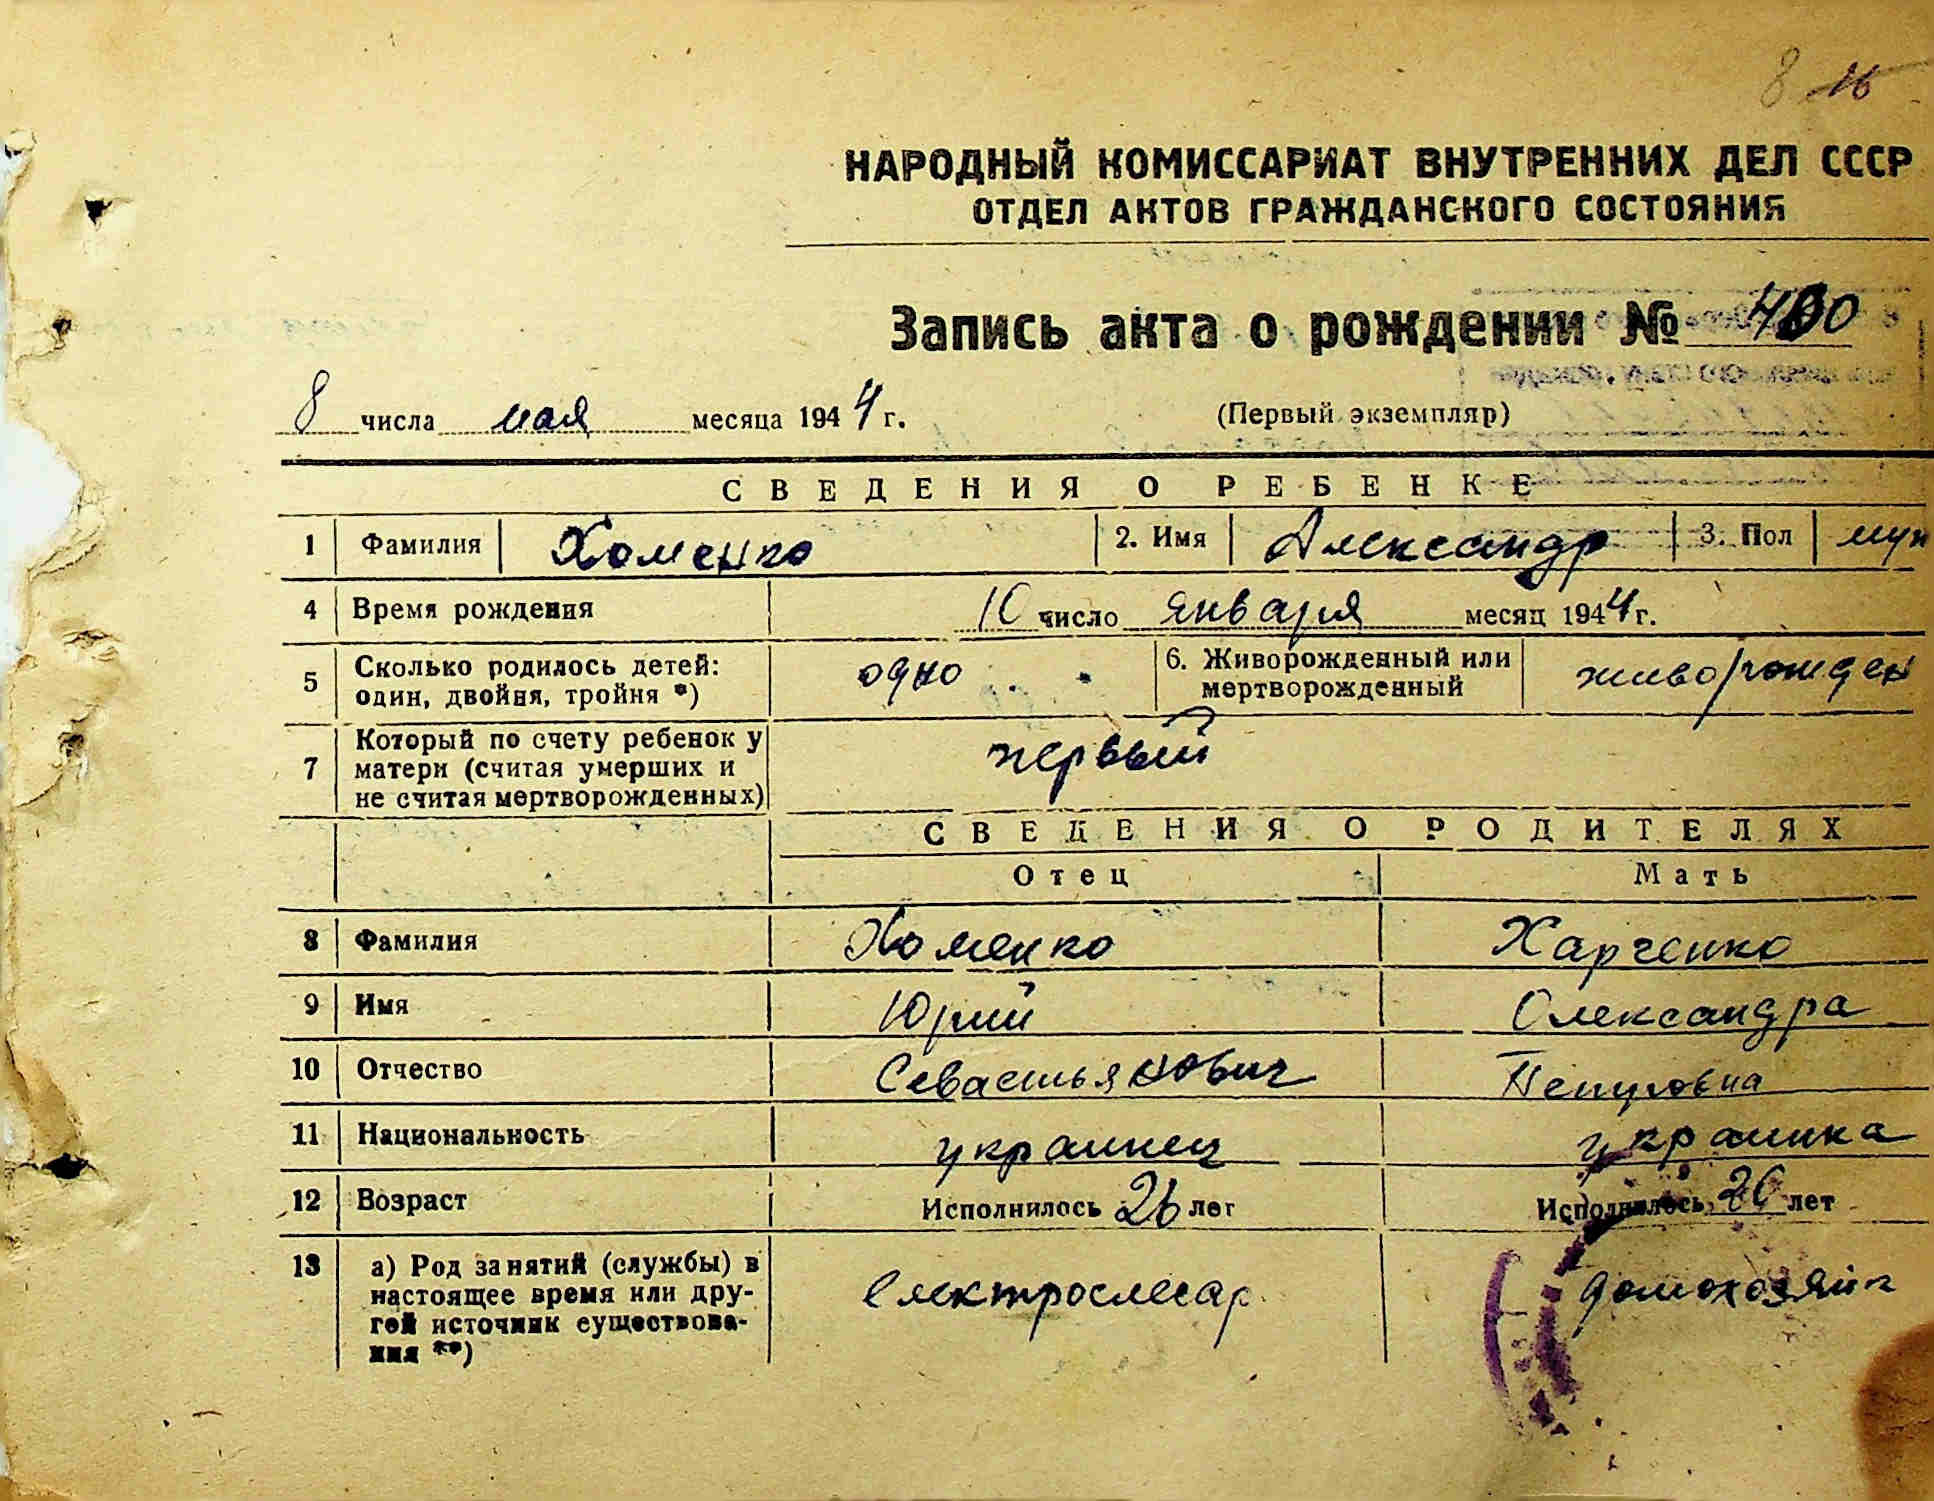 8 16
НАРОДНЫЙ КОМИССАРИАТ ВНУТРЕННИХ ДЕЛ СССР
ОТДЕЛ АКТОВ ГРАЖДАНСКОГО СОСТОЯНИЯ
Запись акта о рождении №
8 числа мая месяца 1944 г. (Первый экземпляр)
СВЕДЕНИЯ О РЕБЕНКЕ
1 Фамилия Хоменко 2. Имя Александр 3. Пол муж
4 Время рождения 10 число января месяц 1944 г.
5 Сколько родилось детей: один, двойня, тройня *) одно 6. Живорожденный или мертворожденный живорожден
7 Который по счету ребенок у матери (считая умерших и не считая мертворожденных) первый
СВЕДЕНИЯ О РОДИТЕЛЯХ
Отец Мать
8 Фамилия Хоменко Харченко
9 Имя Юрий Олександра
10 Отчество Севастьянович Петровна
11 Национальность украинец украинка
12 Возраст Исполнилось 26 лет Исполнилось лет
13 а) Род занятий (службы) в настоящее время или другой источник существования **) електрослесар домохозяйк